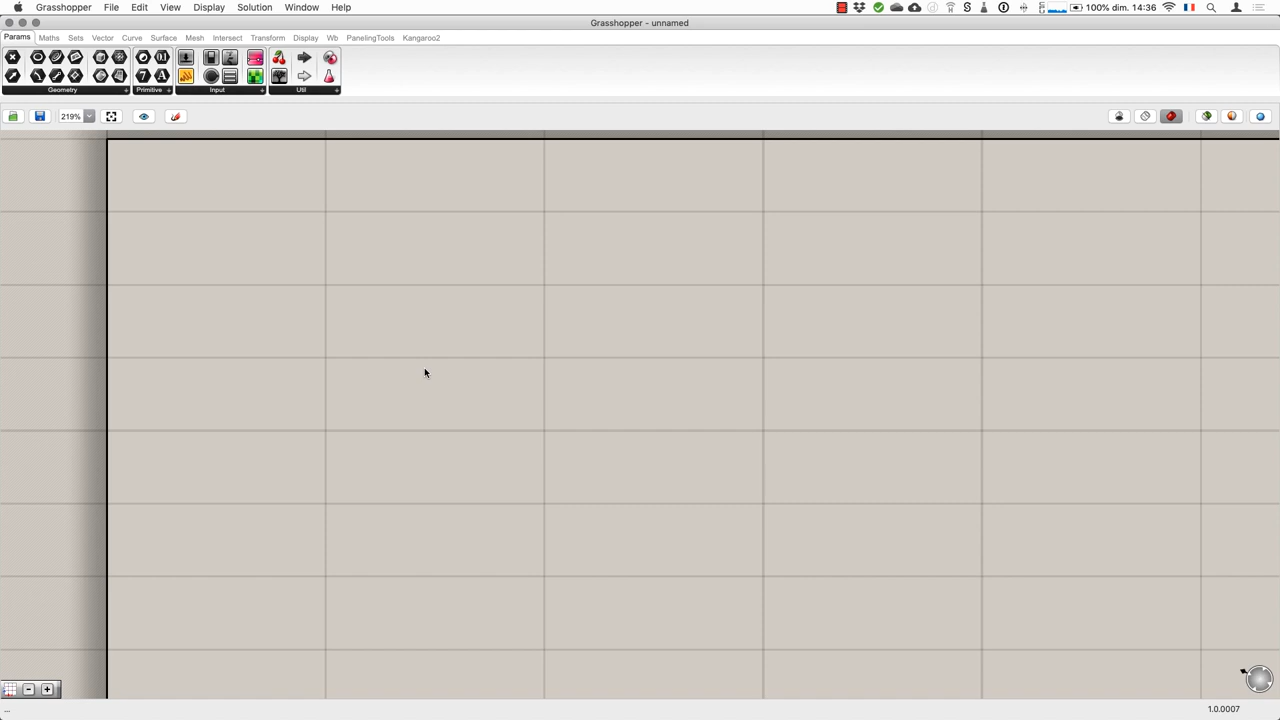 Grasshopper File Edit View Display Solution Window Help 100% dim. 14:36
Grasshopper - unnamed
Params Maths Sets Vector Curve Surface Mesh Intersect Transform Display Wb PanelingTools Kangaroo2
Geometry Primitive Input Util
219%
...
1.0.0007